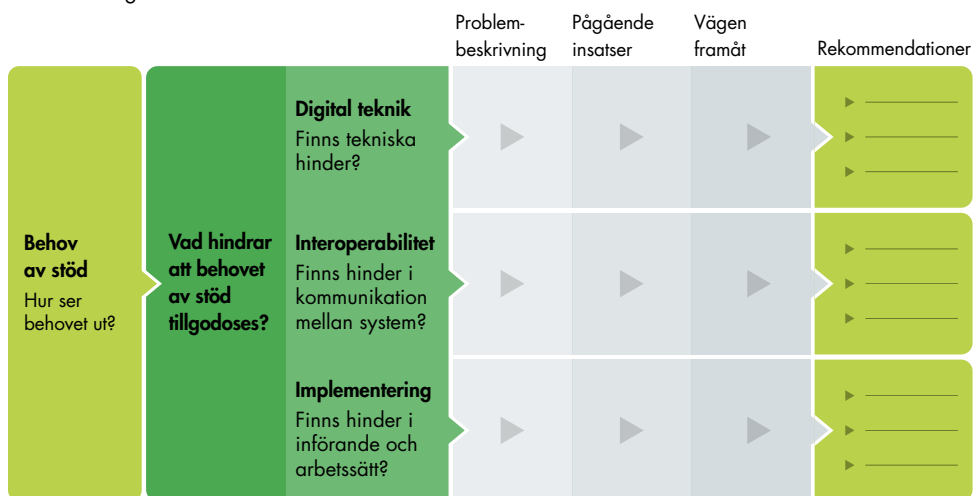 Problem-
beskrivning
Pågående
insatser
Vägen
framåt
Rekommendationer
Behov
av stöd
Hur ser
behovet ut?
Vad hindrar
att behovet
av stöd
tillgodoses?
Digital teknik
Finns tekniska
hinder?
Interoperabilitet
Finns hinder i
kommunikation
mellan system?
Implementering
Finns hinder i
införande och
arbetssätt?